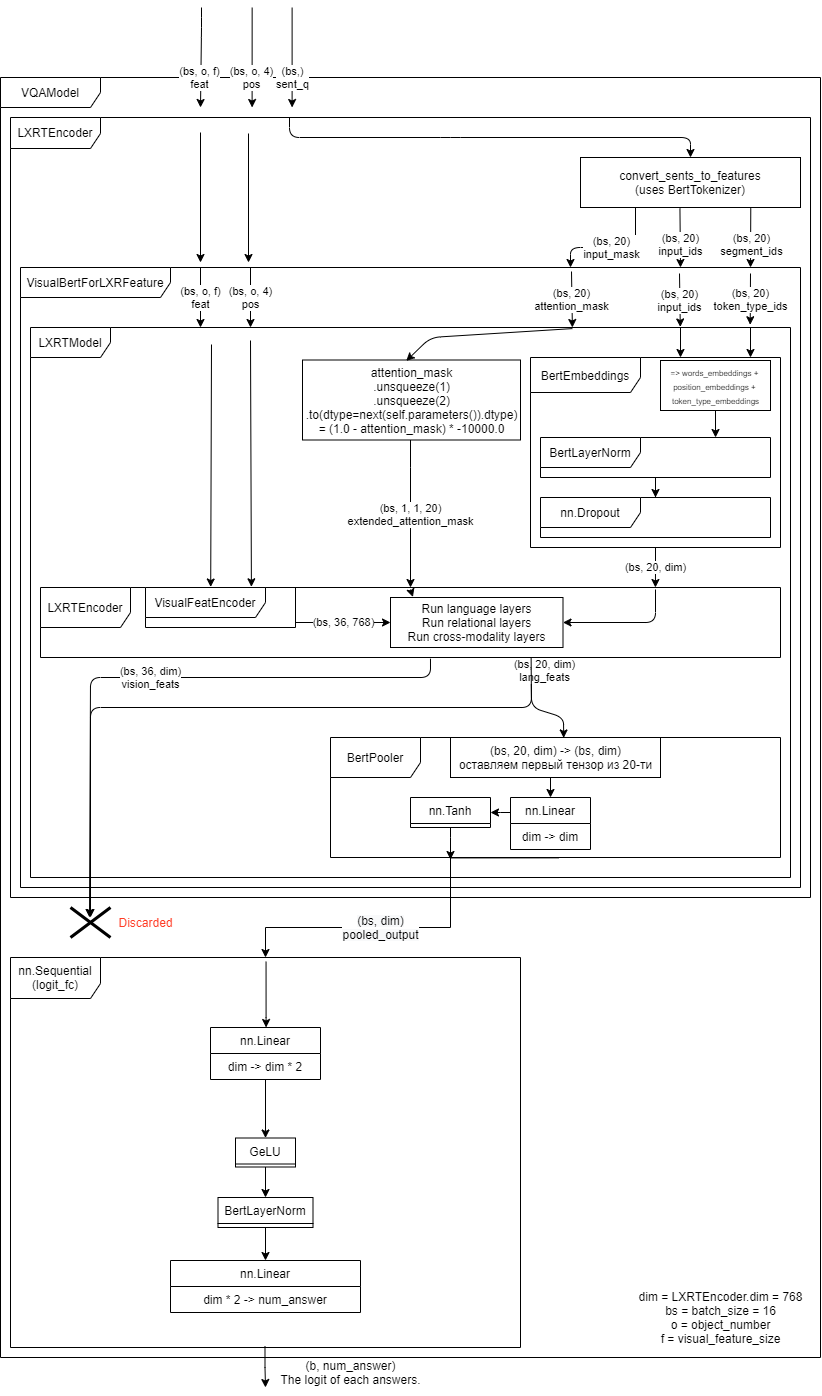 (bs, o, f)
feat
(bs, o, 4)
pos
(bs,)
sent_q
VQAModel
LXRTEncoder
convert_sents_to_features
(uses BertTokenizer)
(bs, 20)
input_mask
(bs, 20)
input_ids
(bs, 20)
segment_ids
VisualBertForLXRFeature
(bs, o, f)
feat
(bs, o, 4)
pos
(bs, 20)
attention_mask
(bs, 20)
input_ids
(bs, 20)
token_type_ids
LXRTModel
attention_mask
.unsqueeze(1)
.unsqueeze(2)
.to(dtype=next(self.parameters()).dtype)
= (1.0 - attention_mask) * -10000.0
BertEmbeddings
=> words_embeddings +
position_embeddings +
token_type_embeddings
BertLayerNorm
nn.Dropout
(bs, 1, 1, 20)
extended_attention_mask
(bs, 20, dim)
LXRTEncoder
VisualFeatEncoder
(bs, 36, 768)
Run language layers
Run relational layers
Run cross-modality layers
(bs, 36, dim)
vision_feats
(bs, 20, dim)
lang_feats
BertPooler
(bs, 20, dim) -> (bs, dim)
оставляем первый тензор из 20-ти
nn.Tanh
nn.Linear
dim -> dim
Discarded
(bs, dim)
pooled_output
nn.Sequential
(logit_fc)
nn.Linear
dim -> dim * 2
GeLU
BertLayerNorm
nn.Linear
dim * 2 -> num_answer
dim = LXRTEncoder.dim = 768
bs = batch_size = 16
o = object_number
f = visual_feature_size
(b, num_answer)
The logit of each answers.